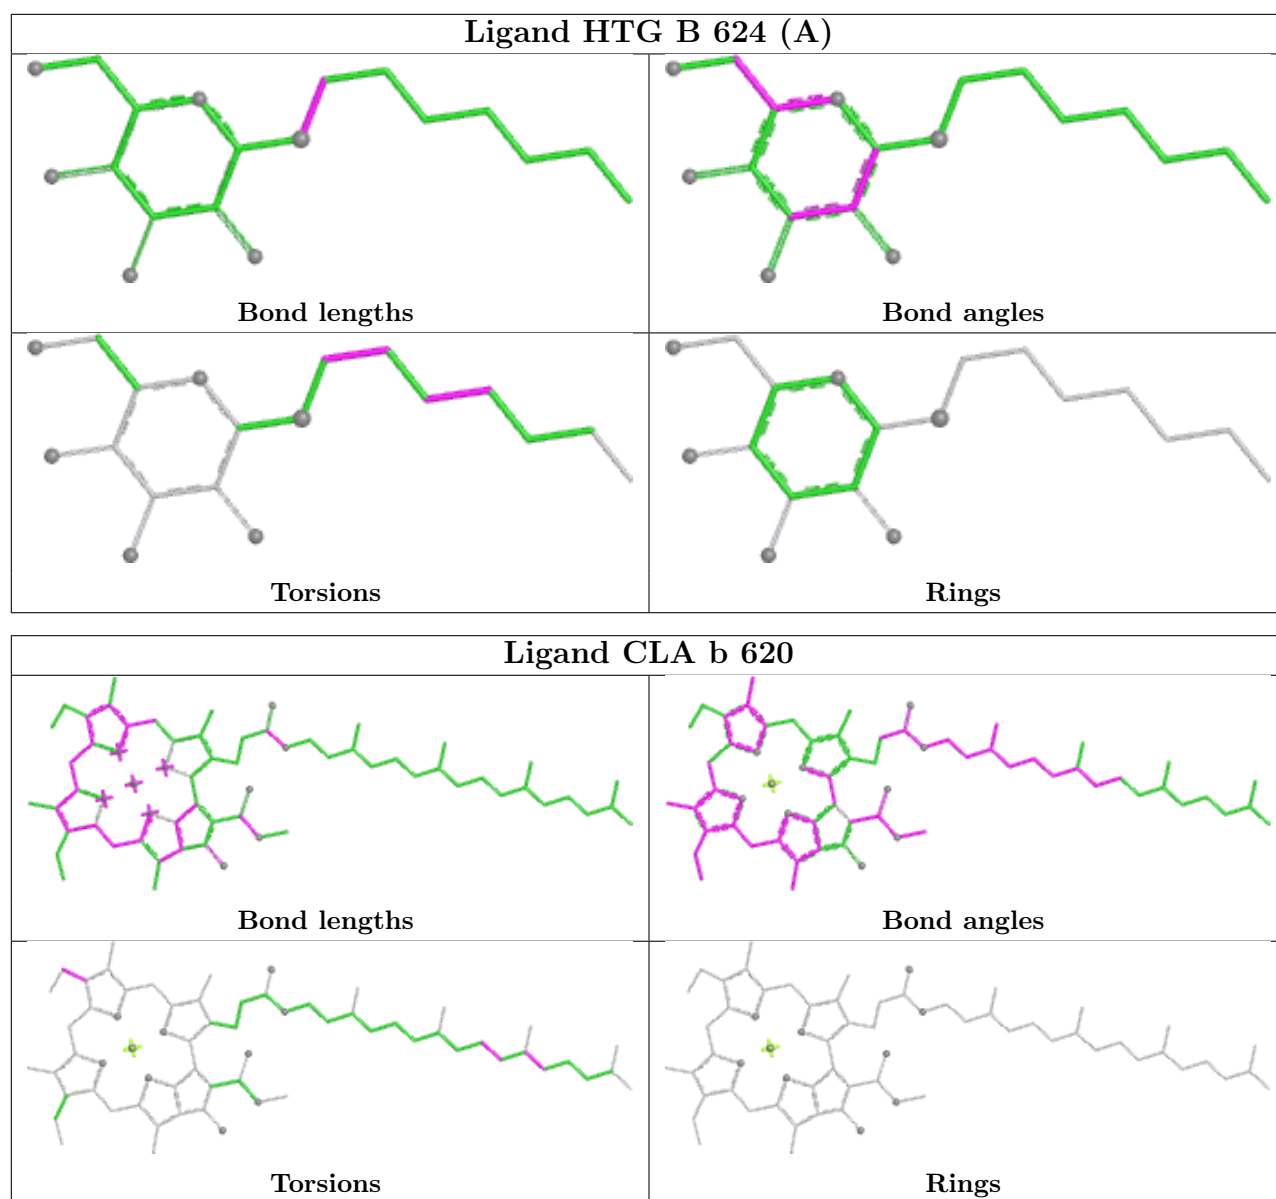 Ligand HTG B 624 (A)
Bond lengths
Bond angles
Torsions
Rings
Ligand CLA b 620
Bond lengths
Bond angles
Torsions
Rings